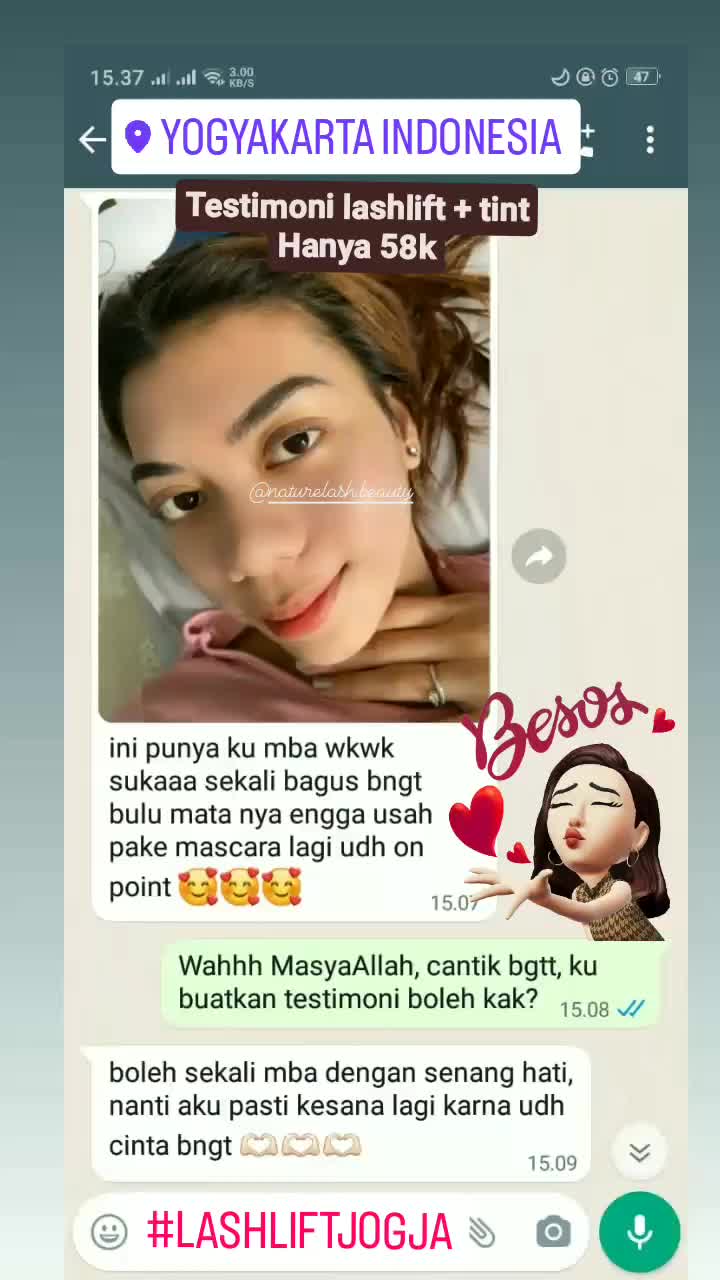 15.37
3.00
KB/S
47
YOGYAKARTA INDONESIA
Testimoni lashlift + tint
Hanya 58k
@naturelash.beauty
ini punya ku mba wkwk
sukaaa sekali bagus bngt
bulu mata nya engga usah
pake mascara lagi udh on
point 🥰🥰🥰
15.07
Besos
Wahhh MasyaAllah, cantik bgtt, ku
buatkan testimoni boleh kak?
15.08
boleh sekali mba dengan senang hati,
nanti aku pasti kesana lagi karna udh
cinta bngt 🫶🏻🫶🏻🫶🏻
15.09
#LASHLIFTJOGJA